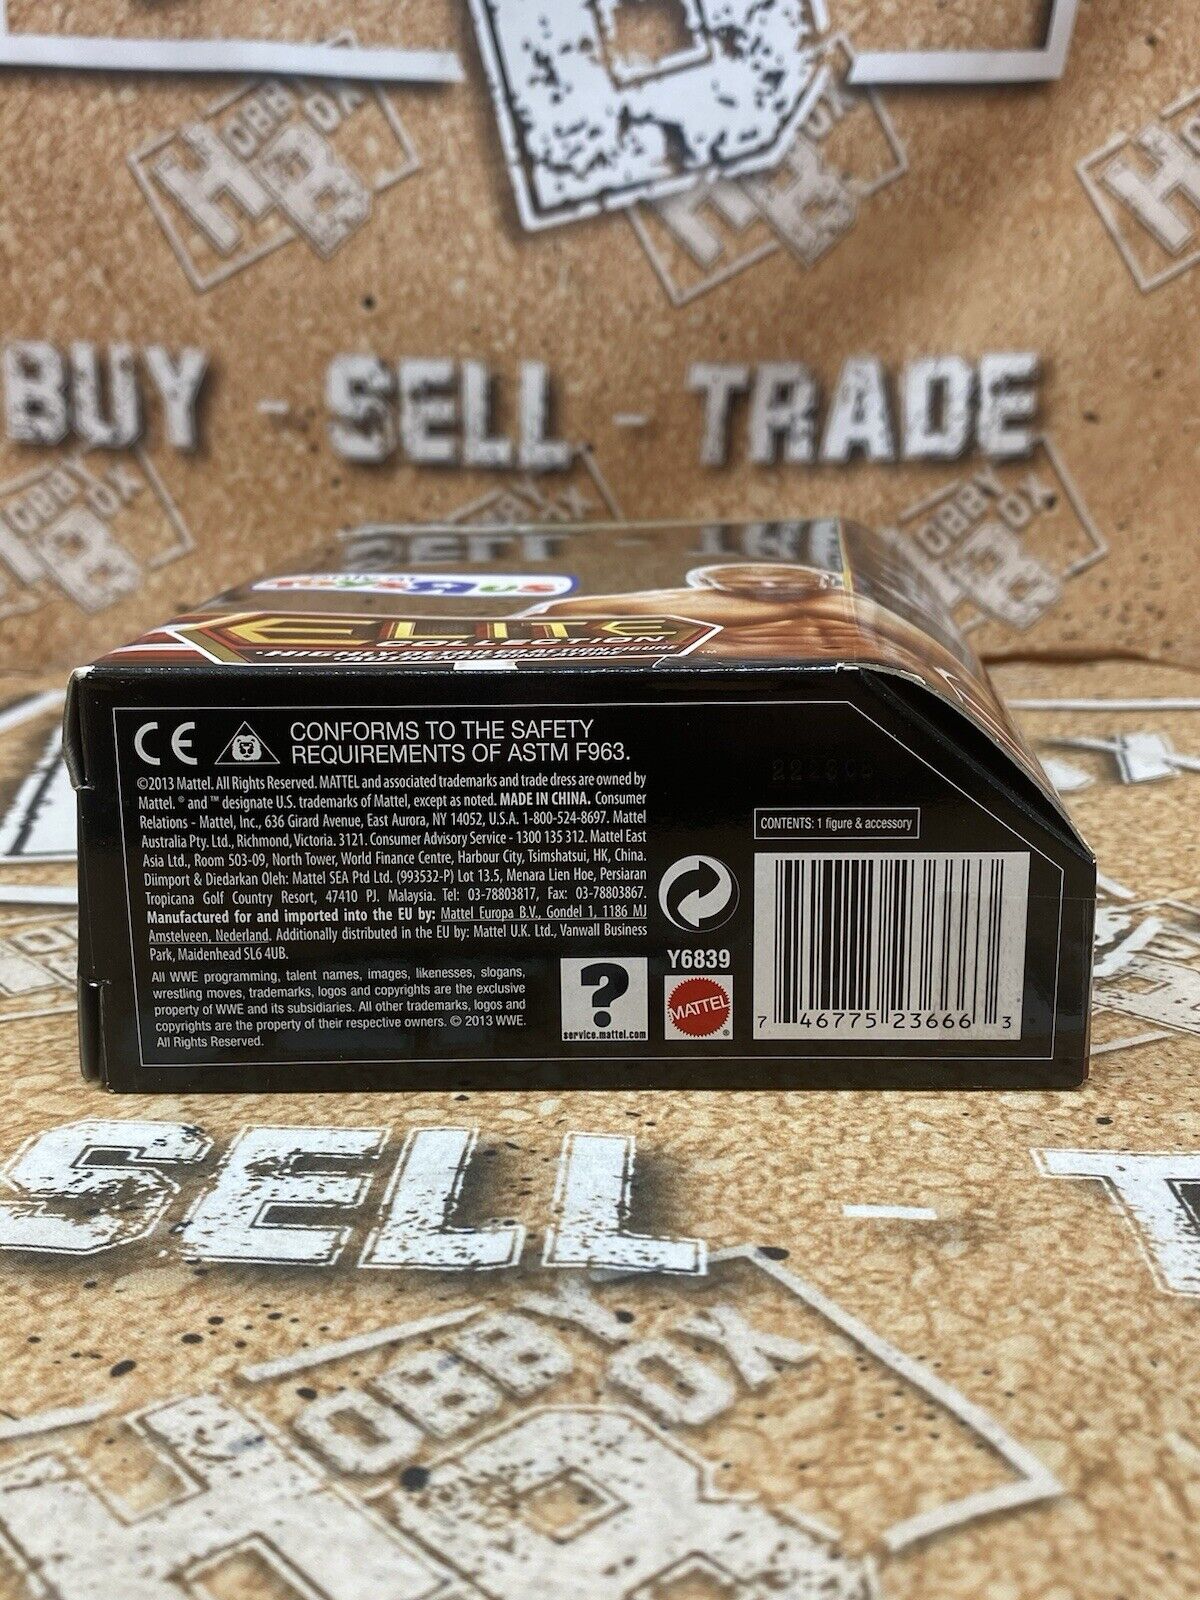 HOBBY
OX
HB
BUY - SELL - TRADE
OBBY
OX
ELITE
COLLECTION
™
CE
CONFORMS TO THE SAFETY
REQUIREMENTS OF ASTM F963.
©2013 Mattel. All Rights Reserved. MATTEL and associated trademarks and trade dress are owned by
Mattel. ® and ™ designate U.S. trademarks of Mattel, except as noted. MADE IN CHINA. Consumer
Relations - Mattel, Inc., 636 Girard Avenue, East Aurora, NY 14052, U.S.A. 1-800-524-8697. Mattel
Australia Pty. Ltd., Richmond, Victoria. 3121. Consumer Advisory Service - 1300 135 312. Mattel East
Asia Ltd., Room 503-09, North Tower, World Finance Centre, Harbour City, Tsimshatsui, HK, China.
Diimport & Diedarkan Oleh: Mattel SEA Ptd Ltd. (993532-P) Lot 13.5, Menara Lien Hoe, Persiaran
Tropicana Golf Country Resort, 47410 PJ. Malaysia. Tel: 03-78803817, Fax: 03-78803867.
Manufactured for and imported into the EU by: Mattel Europa B.V., Gondel 1, 1186 MJ
Amstelveen, Nederland. Additionally distributed in the EU by: Mattel U.K. Ltd., Vanwall Business
Park, Maidenhead SL6 4UB.
All WWE programming, talent names, images, likenesses, slogans,
wrestling moves, trademarks, logos and copyrights are the exclusive
property of WWE and its subsidiaries. All other trademarks, logos and
copyrights are the property of their respective owners. © 2013 WWE.
All Rights Reserved.
?
service.mattel.com
Y6839
MATTEL
®
CONTENTS: 1 figure & accessory
7 46775 23666 3
SELL - T
HOBBY
OX